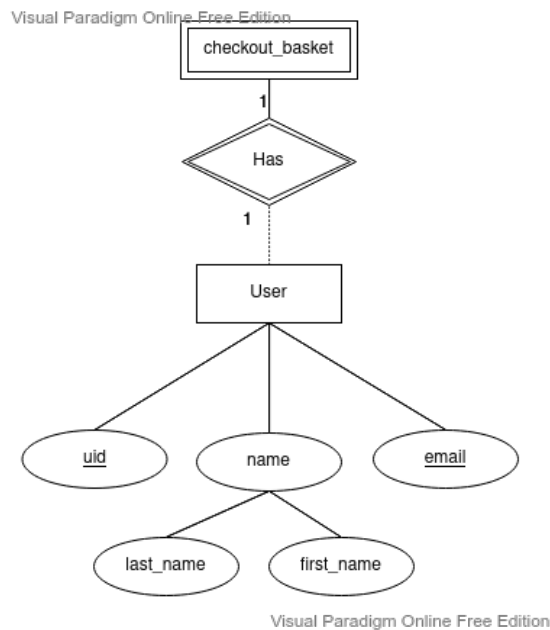 Visual Paradigm Online Free Edition
checkout_basket
1
Has
1
User
uid
name
email
last_name
first_name
Visual Paradigm Online Free Edition